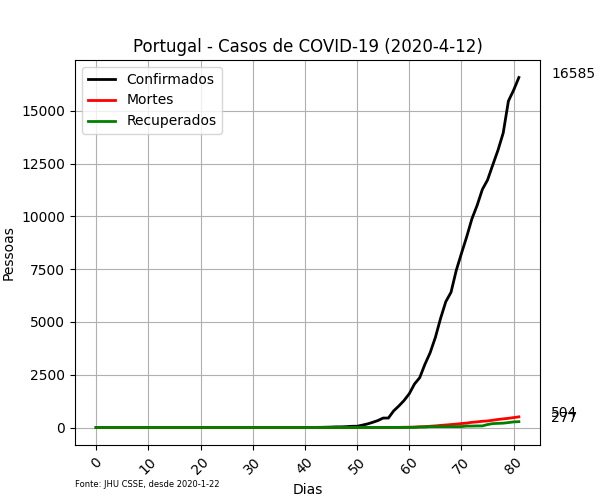 Portugal - Casos de COVID-19 (2020-4-12)
Confirmados
Mortes
Recuperados
16585
504
277
15000
12500
10000
7500
5000
2500
0
Pessoas
0 10 20 30 40 50 60 70 80
Dias
Fonte: JHU CSSE, desde 2020-1-22